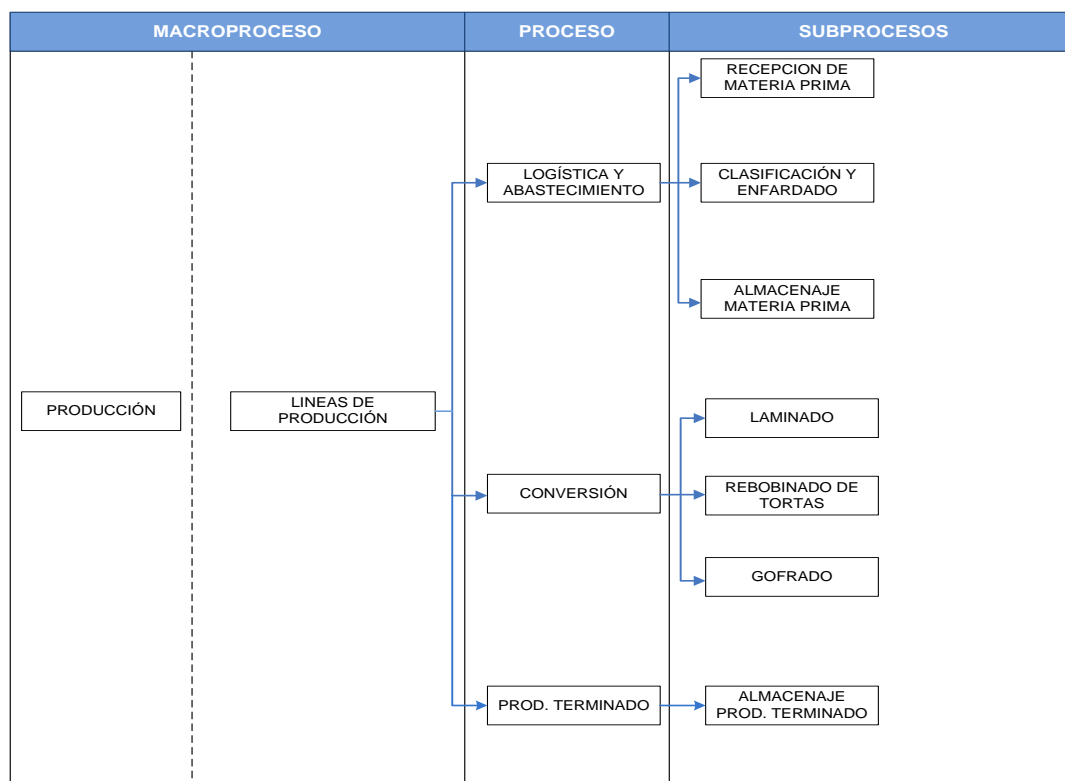 MACROPROCESO
PROCESO
SUBPROCESOS
RECEPCION DE
MATERIA PRIMA
LOGÍSTICA Y
ABASTECIMIENTO
CLASIFICACIÓN Y
ENFARDADO
ALMACENAJE
MATERIA PRIMA
PRODUCCIÓN
LINEAS DE
PRODUCCIÓN
LAMINADO
CONVERSIÓN
REBOBINADO DE
TORTAS
GOFRADO
PROD. TERMINADO
ALMACENAJE
PROD. TERMINADO